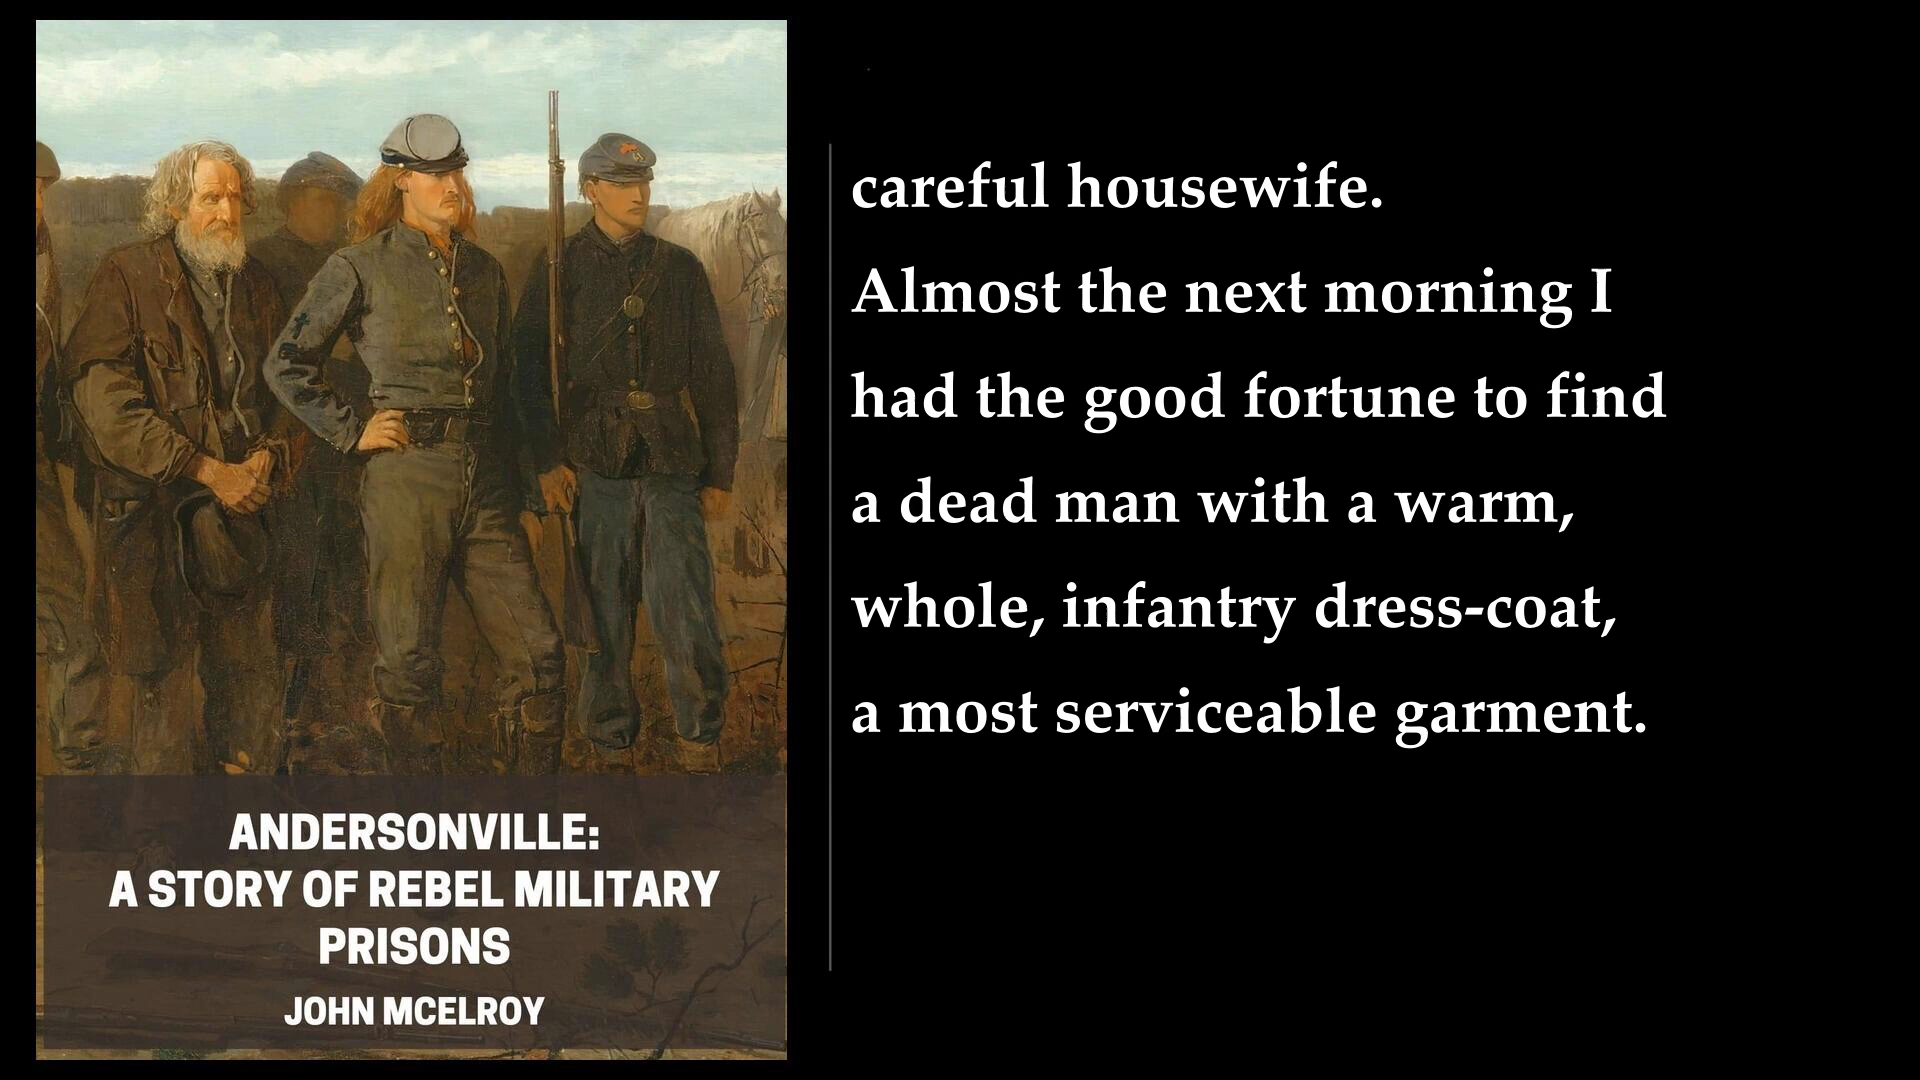 careful housewife.
Almost the next morning I
had the good fortune to find
a dead man with a warm,
whole, infantry dress-coat,
a most serviceable garment.
ANDERSONVILLE:
A STORY OF REBEL MILITARY
PRISONS
JOHN MCELROY